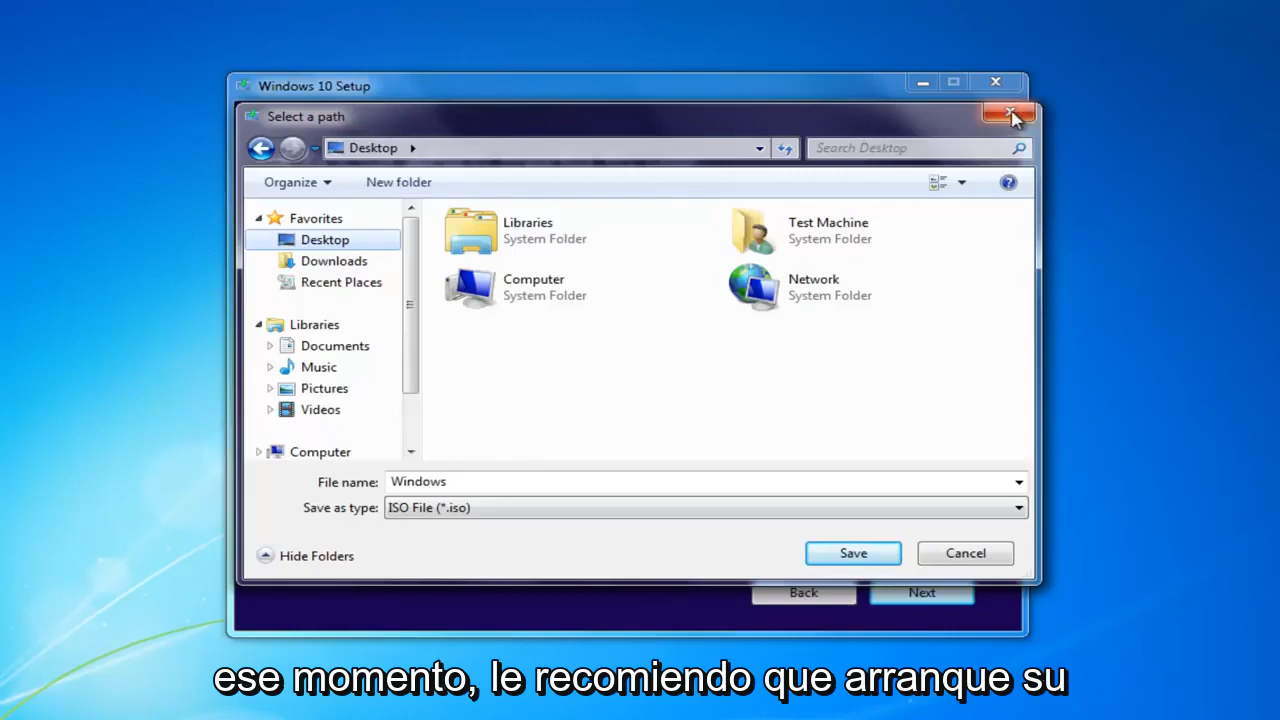 Windows 10 Setup
Select a path
Desktop
Search Desktop
Organize
New folder
Favorites
Desktop
Downloads
Recent Places
Libraries
Documents
Music
Pictures
Videos
Computer
Libraries
System Folder
Test Machine
System Folder
Computer
System Folder
Network
System Folder
File name: Windows
Save as type: ISO File (*.iso)
Hide Folders
Save
Cancel
Back
Next
ese momento, le recomiendo que arranque su